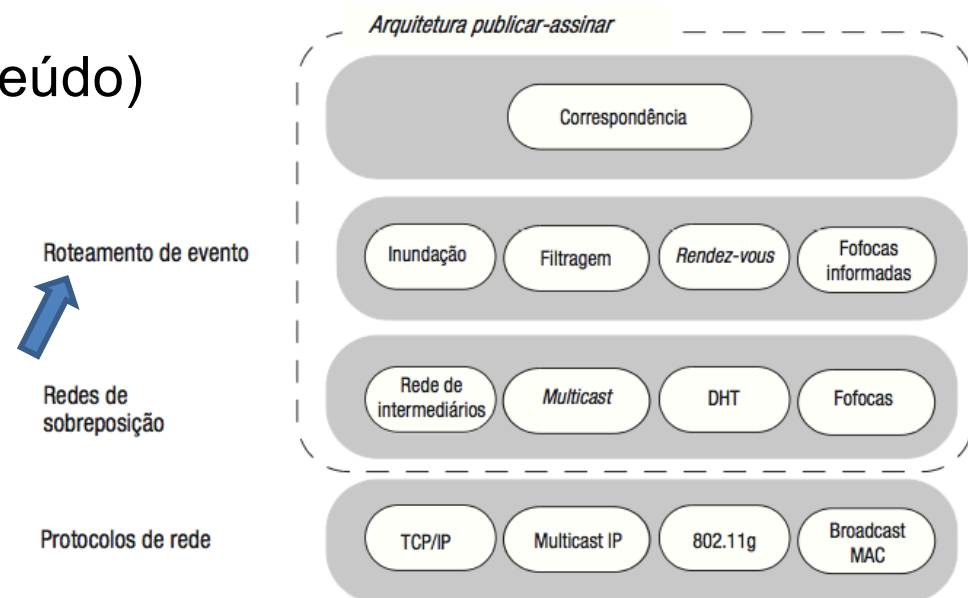 eúdo)
Arquitetura publicar-assinar
Correspondência
Roteamento de evento
Inundação
Filtragem
Rendez-vous
Fofocas
informadas
Redes de
sobreposição
Rede de
intermediários
Multicast
DHT
Fofocas
Protocolos de rede
TCP/IP
Multicast IP
802.11g
Broadcast
MAC